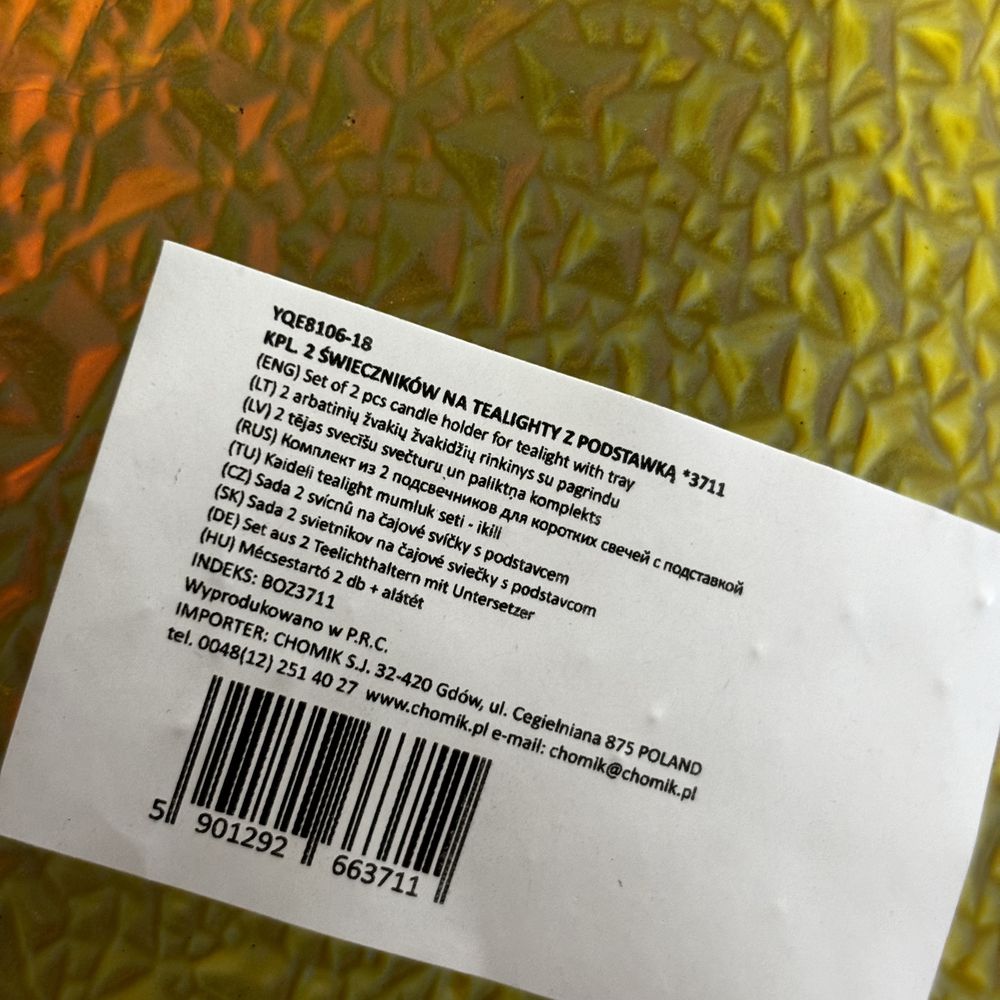 YQE8106-18
KPL. 2 ŚWIECZNIKÓW NA TEALIGHTY Z PODSTAWKĄ *3711
(ENG) Set of 2 pcs candle holder for tealight with tray
(LT) 2 arbatinių žvakių žvakidžių rinkinys su pagrindu
(LV) 2 tējas svecīšu svečturu un paliktņa komplekts
(RUS) Комплект из 2 подсвечников для коротких свечей с подставкой
(TU) Kaideli tealight mumluk seti - ikili
(CZ) Sada 2 svícnů na čajové svíčky s podstavcem
(SK) Sada 2 svietnikov na čajové sviečky s podstavcom
(DE) Set aus 2 Teelichthaltern mit Untersetzer
(HU) Mécsestartó 2 db + alátét
INDEKS: BOZ3711
Wyprodukowano w P.R.C.
IMPORTER: CHOMIK S.J. 32-420 Gdów, ul. Cegielniana 875 POLAND
tel. 0048(12) 251 40 27 www.chomik.pl e-mail: chomik@chomik.pl
5 901292 663711